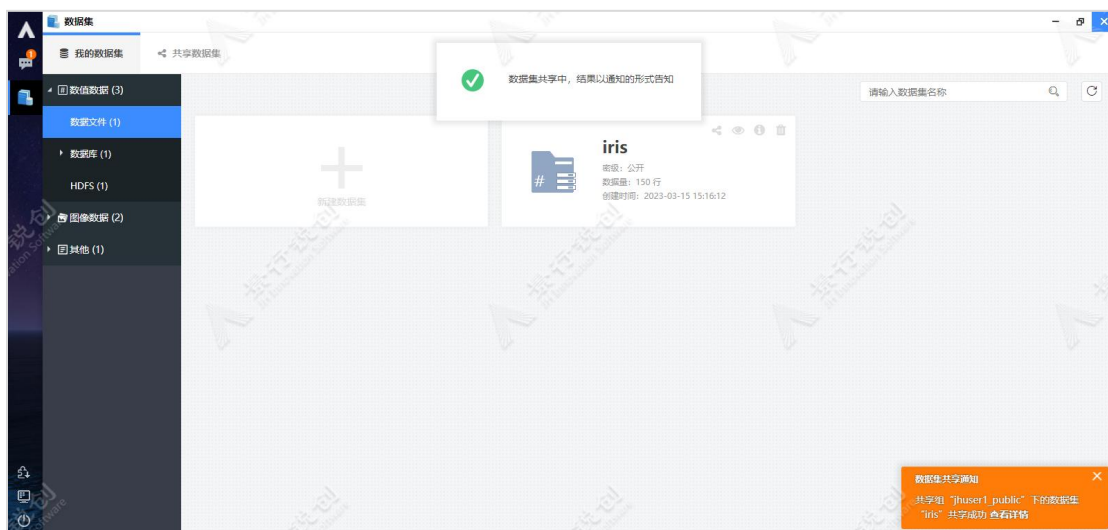 数据集
1
我的数据集
共享数据集
数据集共享中，结果以通知的形式告知
数值数据 (3)
请输入数据集名称
数据文件 (1)
数据库 (1)
HDFS (1)
图像数据 (2)
其他 (1)
新建数据集
#
iris
密级：公开
数据量：150 行
创建时间：2023-03-15 15:16:12
数据集共享通知
共享组“jhuser1_public”下的数据集
“iris”共享成功 查看详情